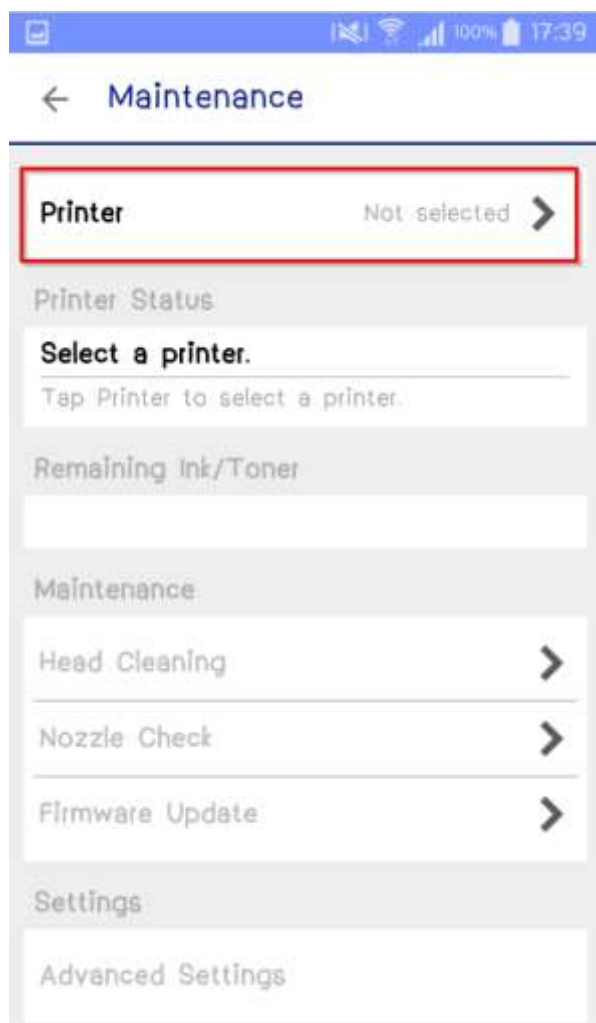 100% 17:39
Maintenance
Printer Not selected
Printer Status
Select a printer.
Tap Printer to select a printer.
Remaining Ink/Toner
Maintenance
Head Cleaning
Nozzle Check
Firmware Update
Settings
Advanced Settings